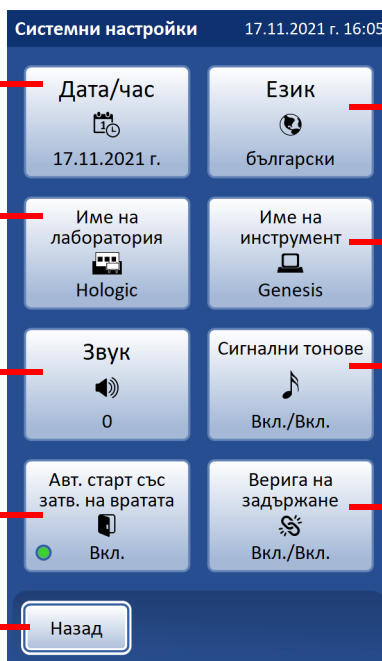 Системни настройки 17.11.2021 г. 16:05
Дата/час
17.11.2021 г.
Език
български
Име на
лаборатория
Hologic
Име на
инструмент
Genesis
Звук
0
Сигнални тонове
Вкл./Вкл.
Авт. старт със
затв. на вратата
Вкл.
Верига на
задържане
Вкл./Вкл.
Назад